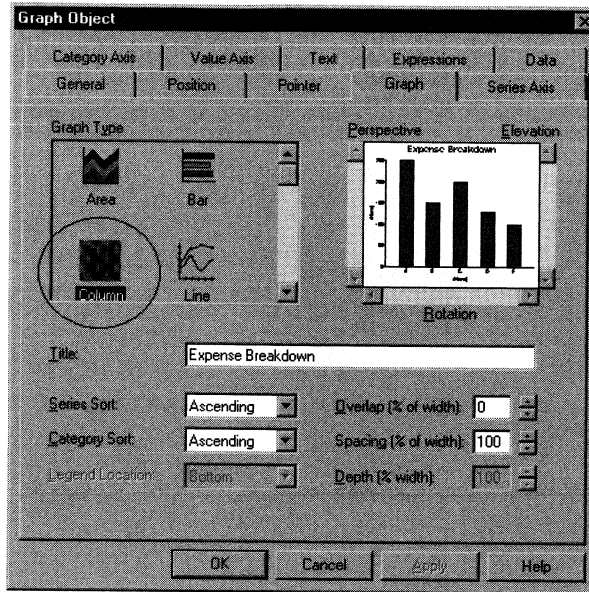 Graph Object
Category Axis Value Axis Text Expressions Data
General Position Pointer Graph Series Axis
Graph Type
Area
Bar
Column
Line
Perspective Elevation
Expense Breakdown
Rotation
Title: Expense Breakdown
Series Sort: Ascending
Overlap (% of width): 0
Category Sort: Ascending
Spacing (% of width): 100
Legend Location: Bottom
Depth (% width): 100
OK Cancel Apply Help